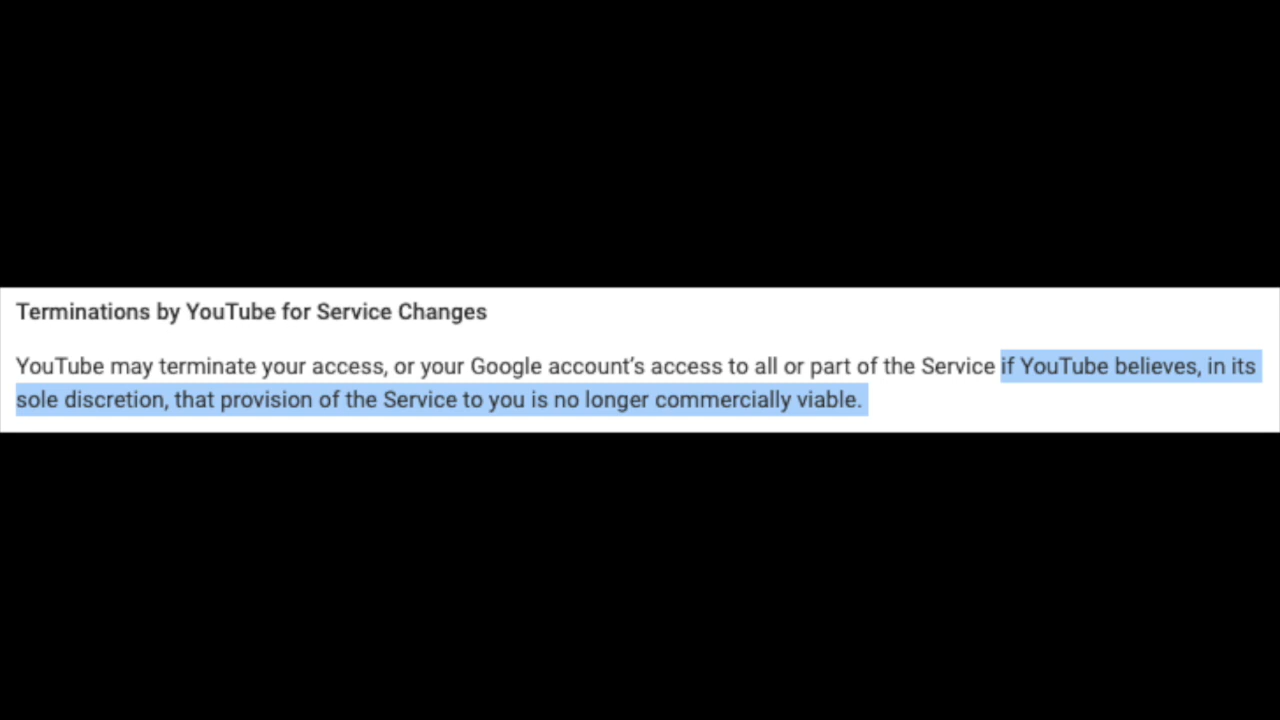 Terminations by YouTube for Service Changes
YouTube may terminate your access, or your Google account’s access to all or part of the Service if YouTube believes, in its
sole discretion, that provision of the Service to you is no longer commercially viable.